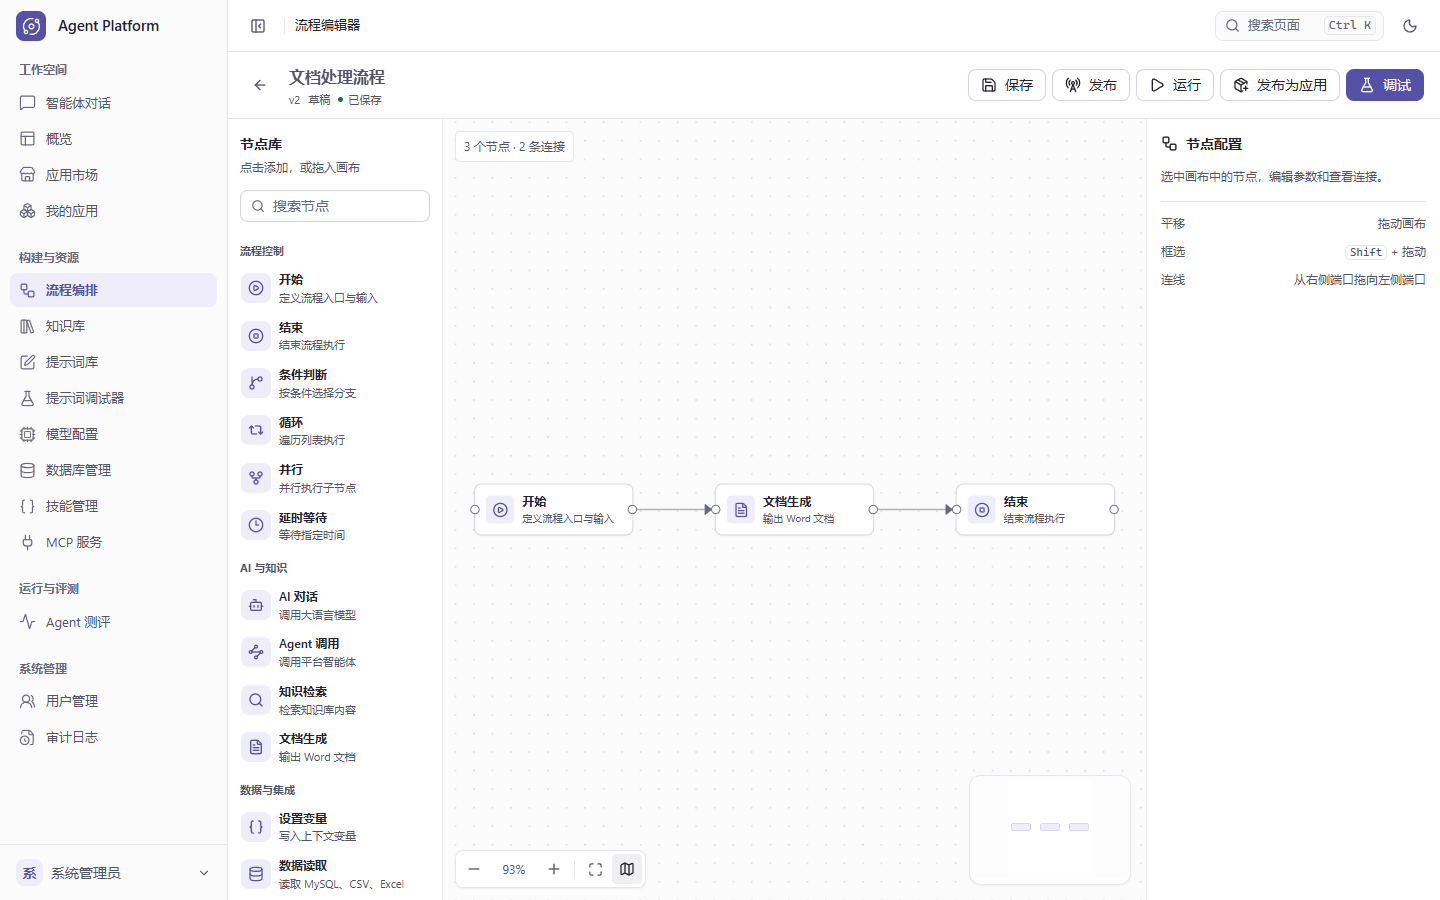 Agent Platform
工作空间
智能体对话
概览
应用市场
我的应用
构建与资源
流程编排
知识库
提示词库
提示词调试器
模型配置
数据库管理
技能管理
MCP 服务
运行与评测
Agent 测评
系统管理
用户管理
审计日志
系
系统管理员
流程编辑器
搜索页面
Ctrl K
文档处理流程
v2 草稿 已保存
保存
发布
运行
发布为应用
调试
节点库
点击添加，或拖入画布
搜索节点
流程控制
开始
定义流程入口与输入
结束
结束流程执行
条件判断
按条件选择分支
循环
遍历列表执行
并行
并行执行子节点
延时等待
等待指定时间
AI 与知识
AI 对话
调用大语言模型
Agent 调用
调用平台智能体
知识检索
检索知识库内容
文档生成
输出 Word 文档
数据与集成
设置变量
写入上下文变量
数据读取
读取 MySQL、CSV、Excel
3 个节点 · 2 条连接
开始
定义流程入口与输入
文档生成
输出 Word 文档
结束
结束流程执行
93%
节点配置
选中画布中的节点，编辑参数和查看连接。
平移 拖动画布
框选 Shift + 拖动
连线 从右侧端口拖向左侧端口